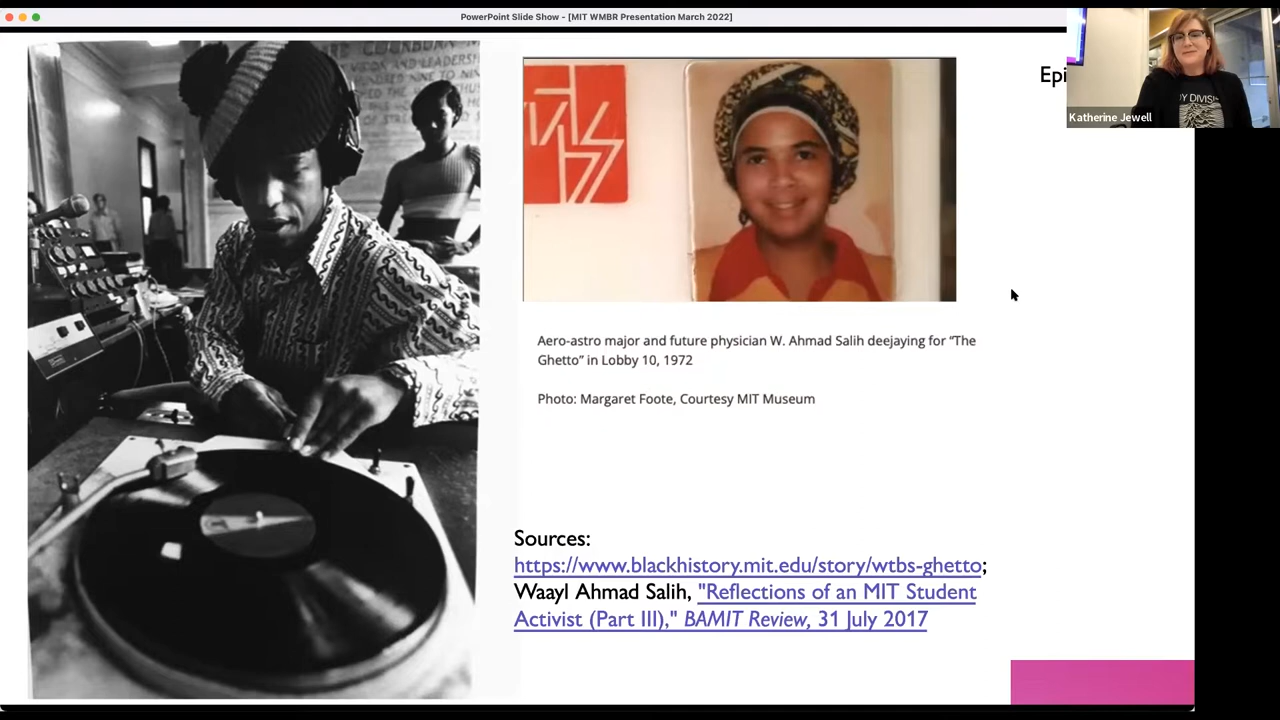 PowerPoint Slide Show - [MIT WMBR Presentation March 2022]
Epi
Katherine Jewell
Y DIVIS
Aero-astro major and future physician W. Ahmad Salih deejaying for “The
Ghetto” in Lobby 10, 1972
Photo: Margaret Foote, Courtesy MIT Museum
Sources:
https://www.blackhistory.mit.edu/story/wtbs-ghetto;
Waayl Ahmad Salih, "Reflections of an MIT Student
Activist (Part III)," BAMIT Review, 31 July 2017